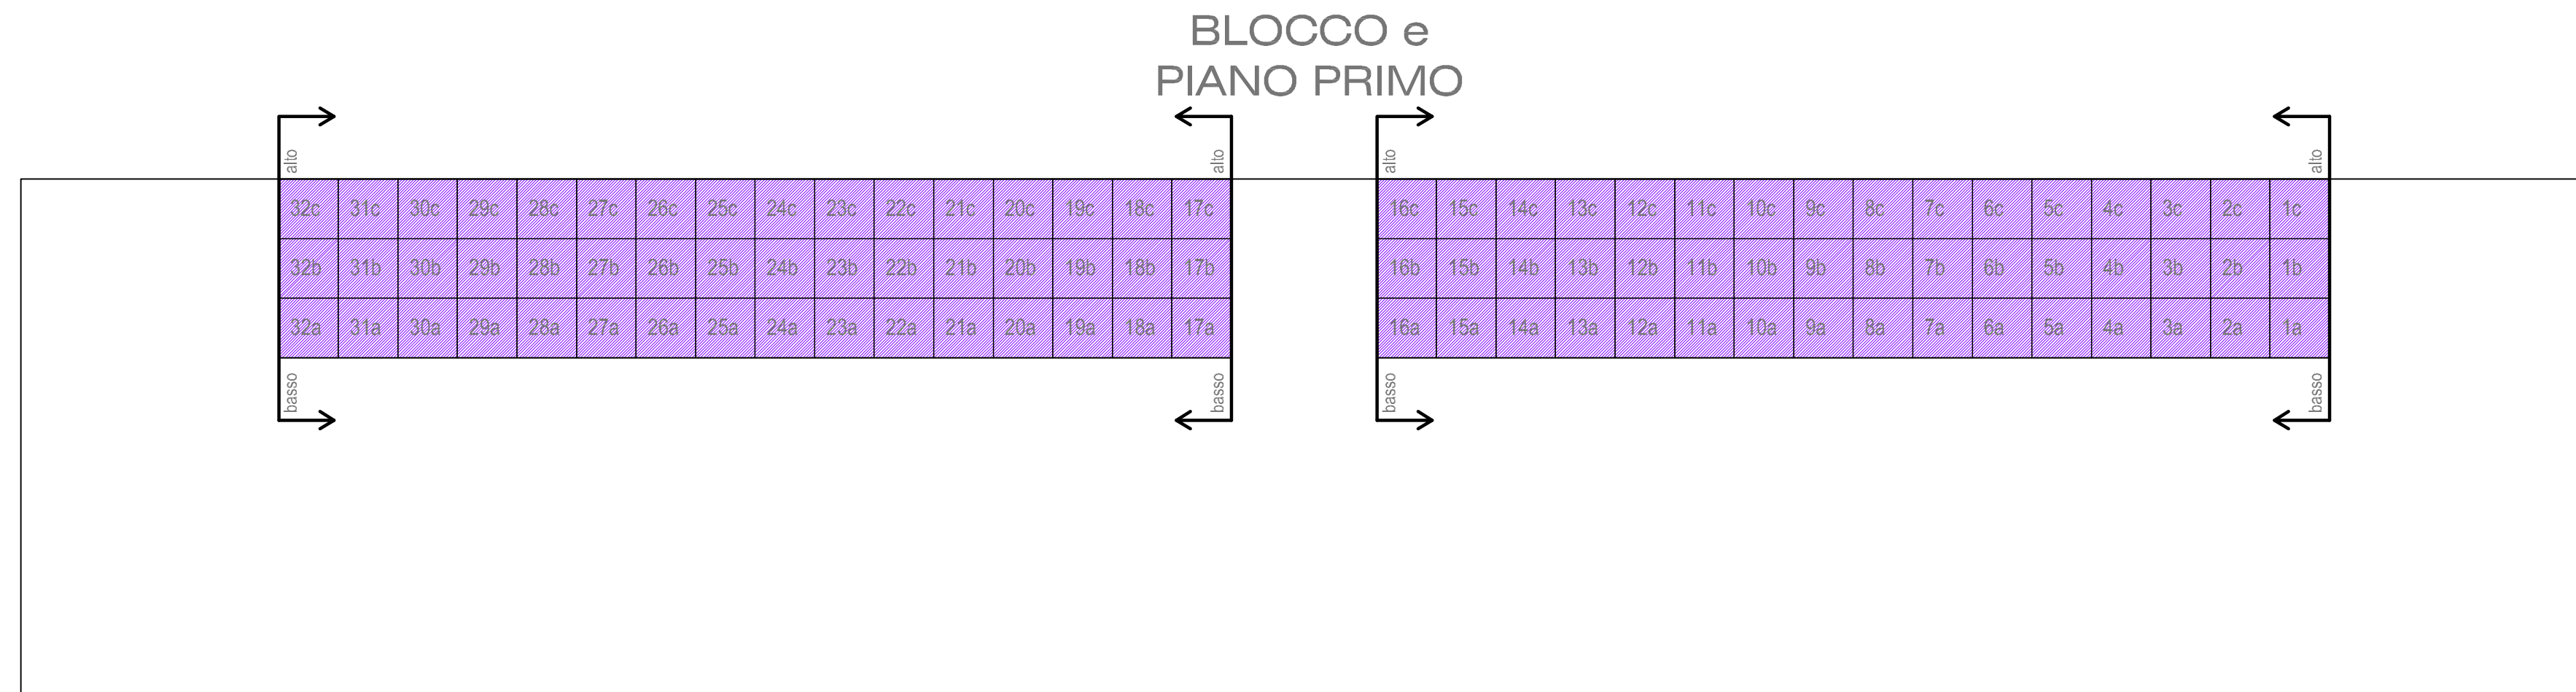 BLOCCO e
PIANO PRIMO
alto alto alto alto
32c 31c 30c 29c 28c 27c 26c 25c 24c 23c 22c 21c 20c 19c 18c 17c 16c 15c 14c 13c 12c 11c 10c 9c 8c 7c 6c 5c 4c 3c 2c 1c
32b 31b 30b 29b 28b 27b 26b 25b 24b 23b 22b 21b 20b 19b 18b 17b 16b 15b 14b 13b 12b 11b 10b 9b 8b 7b 6b 5b 4b 3b 2b 1b
32a 31a 30a 29a 28a 27a 26a 25a 24a 23a 22a 21a 20a 19a 18a 17a 16a 15a 14a 13a 12a 11a 10a 9a 8a 7a 6a 5a 4a 3a 2a 1a
basso basso basso basso